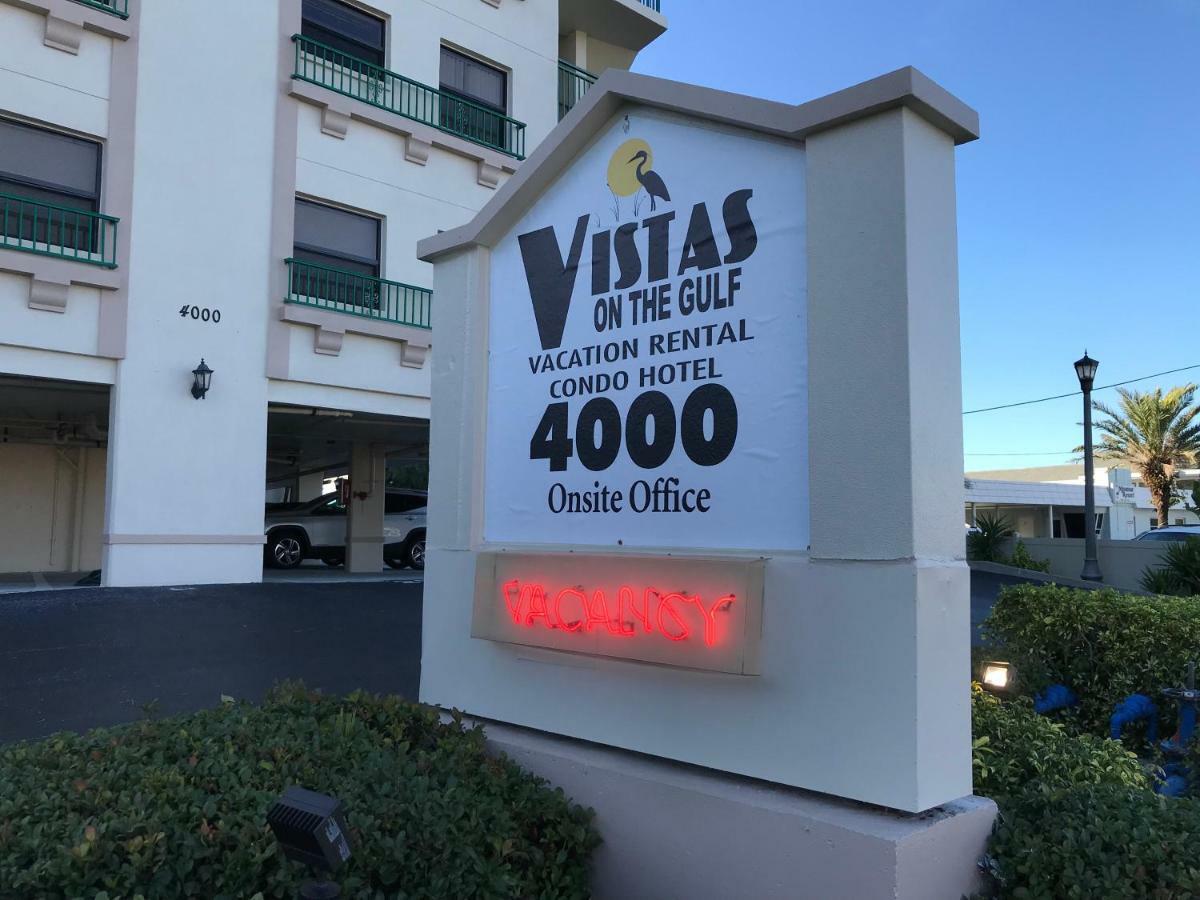 4000
VISTAS
ON THE GULF
VACATION RENTAL
CONDO HOTEL
4000
Onsite Office
VACANCY